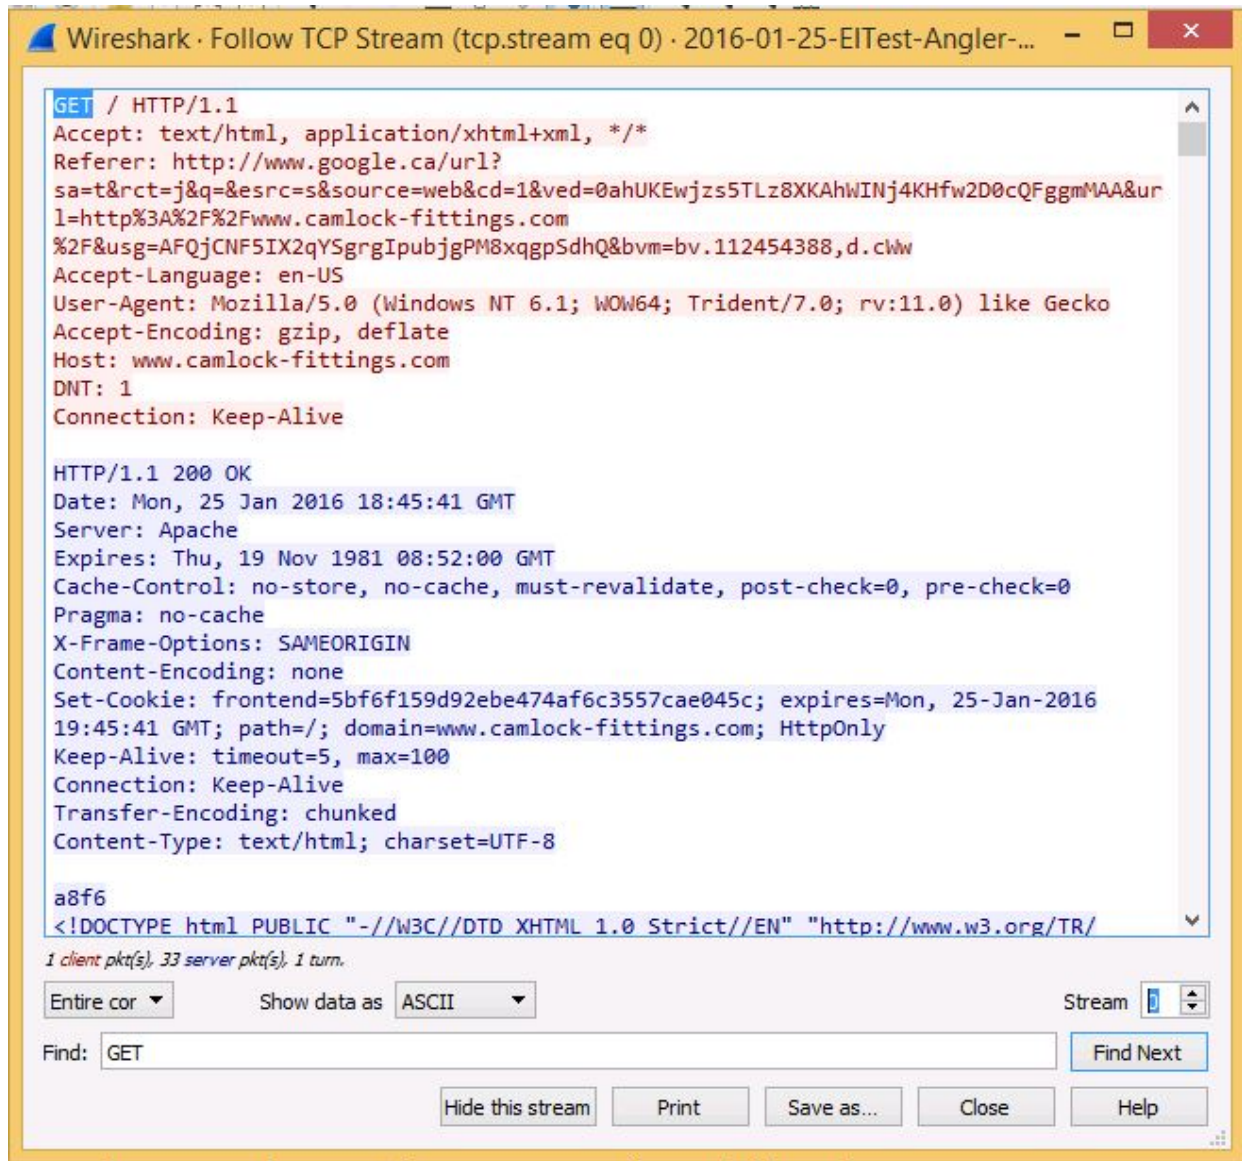 Wireshark · Follow TCP Stream (tcp.stream eq 0) · 2016-01-25-EITest-Angler-...
GET / HTTP/1.1
Accept: text/html, application/xhtml+xml, */*
Referer: http://www.google.ca/url?
sa=t&rct=j&q=&esrc=s&source=web&cd=1&ved=0ahUKEwjzs5TLz8XKAhWINj4KHfw2D0cQFggmMAA&ur
l=http%3A%2F%2Fwww.camlock-fittings.com
%2F&usg=AFQjCNF5IX2qYSgrgIpubjgPM8xqgpSdhQ&bvm=bv.112454388,d.cWw
Accept-Language: en-US
User-Agent: Mozilla/5.0 (Windows NT 6.1; WOW64; Trident/7.0; rv:11.0) like Gecko
Accept-Encoding: gzip, deflate
Host: www.camlock-fittings.com
DNT: 1
Connection: Keep-Alive
HTTP/1.1 200 OK
Date: Mon, 25 Jan 2016 18:45:41 GMT
Server: Apache
Expires: Thu, 19 Nov 1981 08:52:00 GMT
Cache-Control: no-store, no-cache, must-revalidate, post-check=0, pre-check=0
Pragma: no-cache
X-Frame-Options: SAMEORIGIN
Content-Encoding: none
Set-Cookie: frontend=5bf6f159d92ebe474af6c3557cae045c; expires=Mon, 25-Jan-2016
19:45:41 GMT; path=/; domain=www.camlock-fittings.com; HttpOnly
Keep-Alive: timeout=5, max=100
Connection: Keep-Alive
Transfer-Encoding: chunked
Content-Type: text/html; charset=UTF-8
a8f6
<!DOCTYPE html PUBLIC "-//W3C//DTD XHTML 1.0 Strict//EN" "http://www.w3.org/TR/
1 client pkt(s), 33 server pkt(s), 1 turn.
Entire cor Show data as ASCII Stream 0
Find: GET Find Next
Hide this stream Print Save as... Close Help